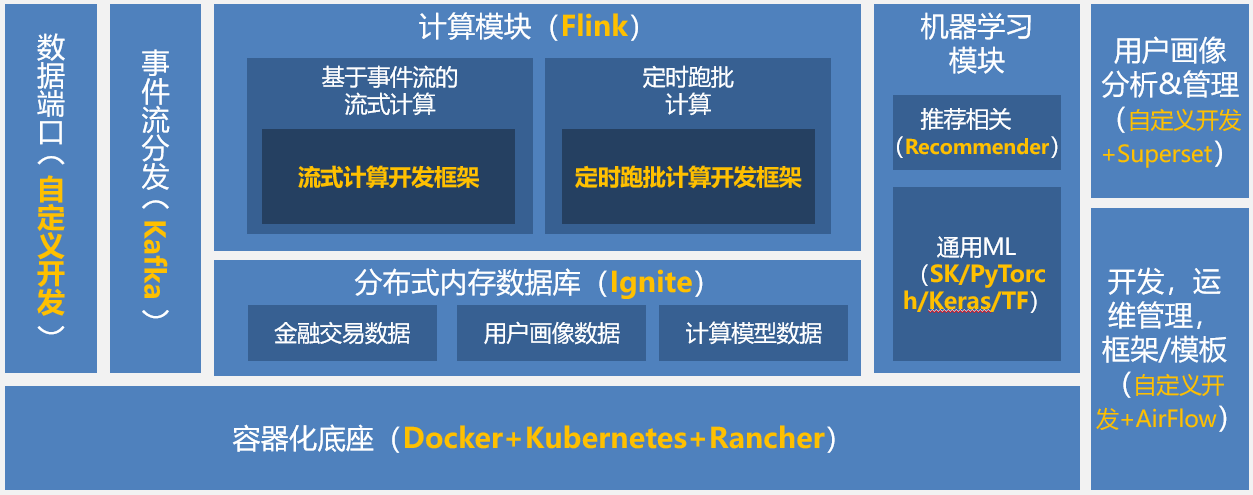 数据端口（自定义开发）
事件流分发（Kafka）
计算模块（Flink）
基于事件流的
流式计算
流式计算开发框架
定时跑批
计算
定时跑批计算开发框架
分布式内存数据库（Ignite）
金融交易数据
用户画像数据
计算模型数据
机器学习
模块
推荐相关
（Recommender）
通用ML
（SK/PyTorc
h/Keras/TF）
用户画像
分析&管理
（自定义开发
+Superset）
开发，运
维管理，
框架/模板
（自定义开
发+AirFlow）
容器化底座（Docker+Kubernetes+Rancher）